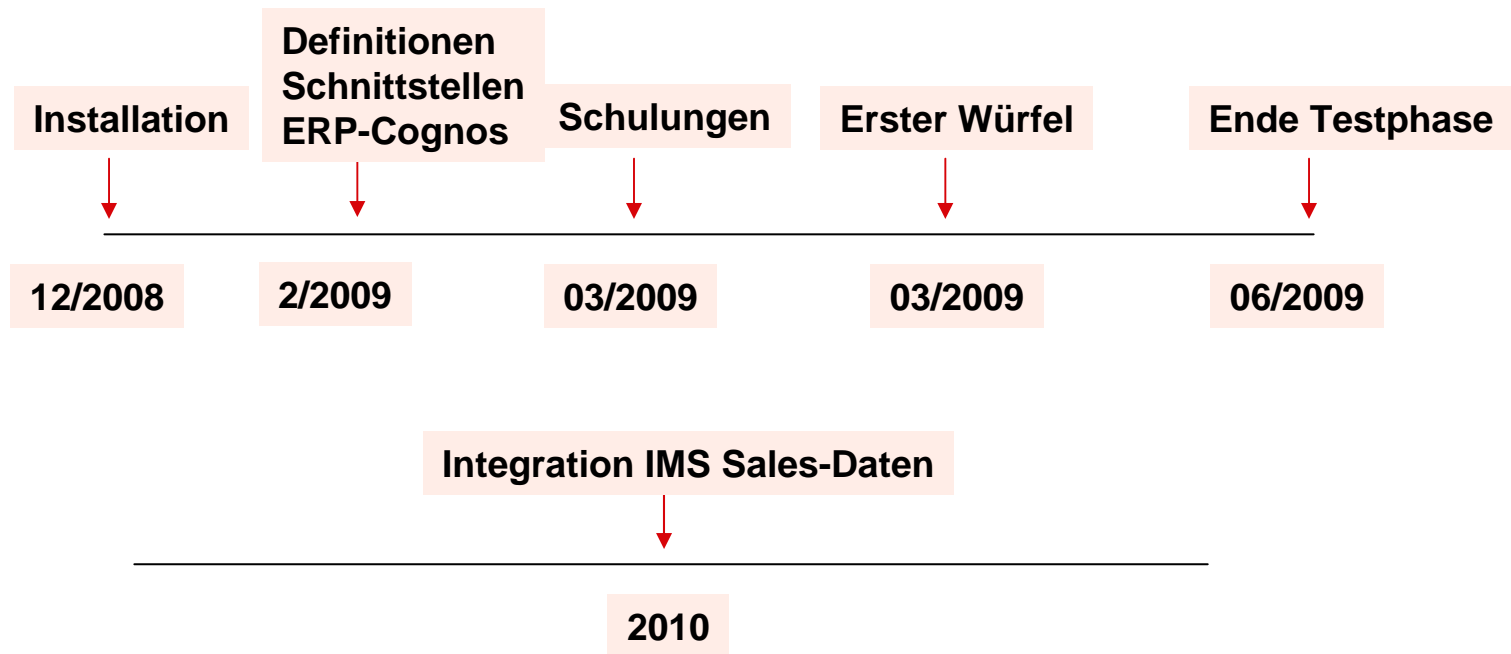 Definitionen
Schnittstellen
ERP-Cognos
Installation
Schulungen
Erster Würfel
Ende Testphase
12/2008
2/2009
03/2009
03/2009
06/2009
Integration IMS Sales-Daten
2010